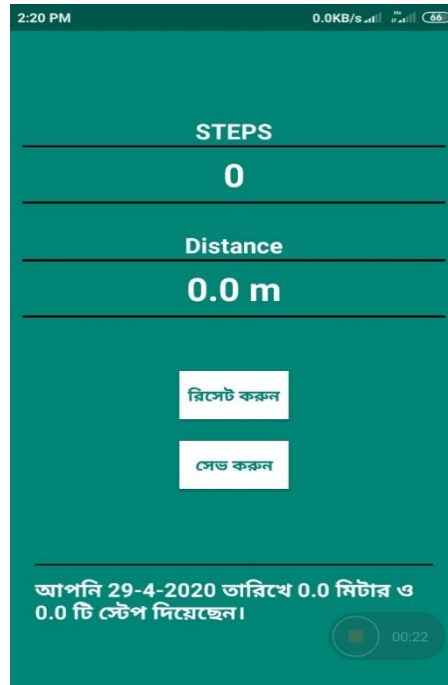 2:20 PM 0.0KB/s 66
STEPS
0
Distance
0.0 m
রিসেট করুন
সেভ করুন
আপনি 29-4-2020 তারিখে 0.0 মিটার ও
0.0 টি স্টেপ দিয়েছেন।
00:22